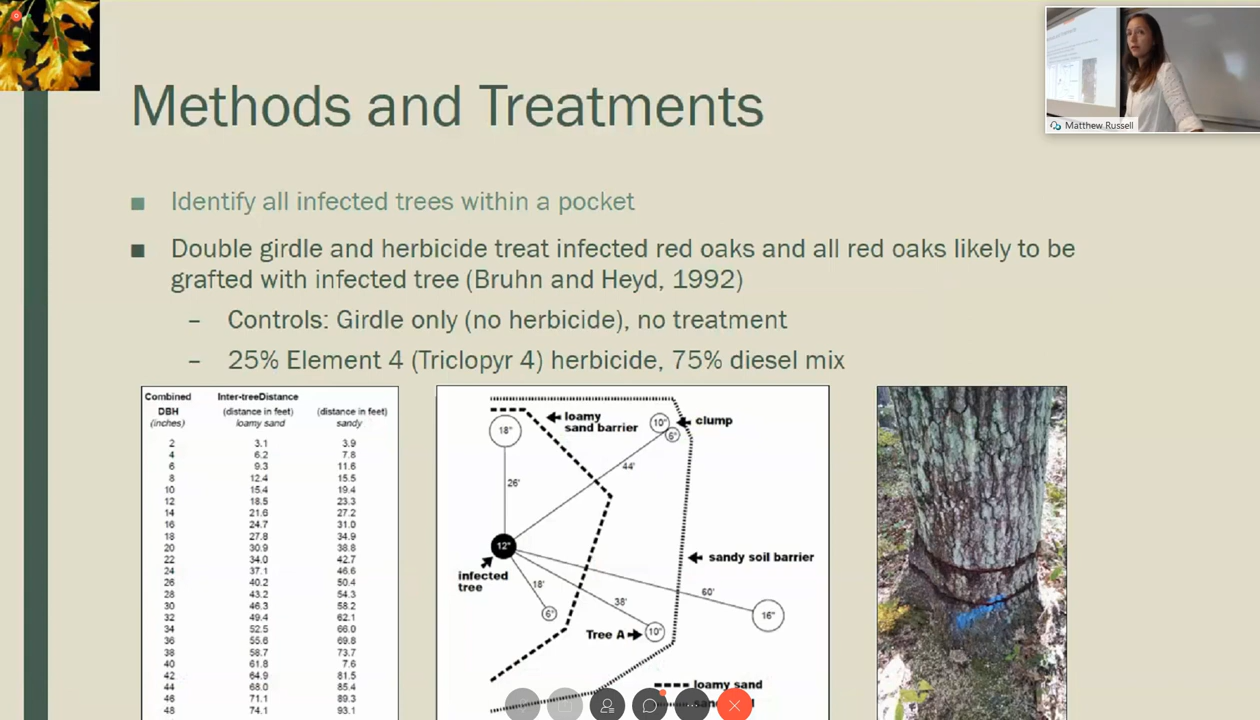 Methods and Treatments
Matthew Russell
■ Identify all infected trees within a pocket
■ Double girdle and herbicide treat infected red oaks and all red oaks likely to be
grafted with infected tree (Bruhn and Heyd, 1992)
– Controls: Girdle only (no herbicide), no treatment
– 25% Element 4 (Triclopyr 4) herbicide, 75% diesel mix
Combined Inter-treeDistance
DBH (distance in feet) (distance in feet)
(inches) loamy sand sandy
2 3.1 3.9
4 6.2 7.8
6 9.3 11.6
8 12.4 15.5
10 15.4 19.4
12 18.5 23.3
14 21.6 27.2
16 24.7 31.0
18 27.8 34.9
20 30.9 38.8
22 34.0 42.7
24 37.1 46.6
26 40.2 50.4
28 43.2 54.3
30 46.3 58.2
32 49.4 62.1
34 52.5 66.0
36 55.6 69.8
38 58.7 73.7
40 61.8 7.6
42 64.9 81.5
44 68.0 85.4
46 71.1 89.3
48 74.1 93.1
loamy
sand barrier
18"
10"
6"
clump
44'
26'
12"
infected
tree
sandy soil barrier
18'
6"
38'
60'
16"
Tree A
10"
loamy sand